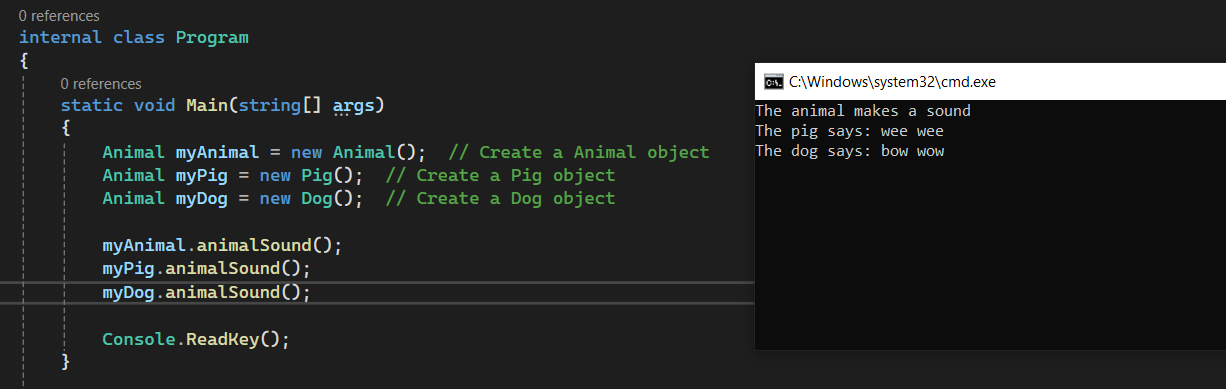 0 references
internal class Program
{
0 references
static void Main(string[] args)
{
Animal myAnimal = new Animal();  // Create a Animal object
Animal myPig = new Pig();  // Create a Pig object
Animal myDog = new Dog();  // Create a Dog object
myAnimal.animalSound();
myPig.animalSound();
myDog.animalSound();
Console.ReadKey();
}
C:\Windows\system32\cmd.exe
The animal makes a sound
The pig says: wee wee
The dog says: bow wow